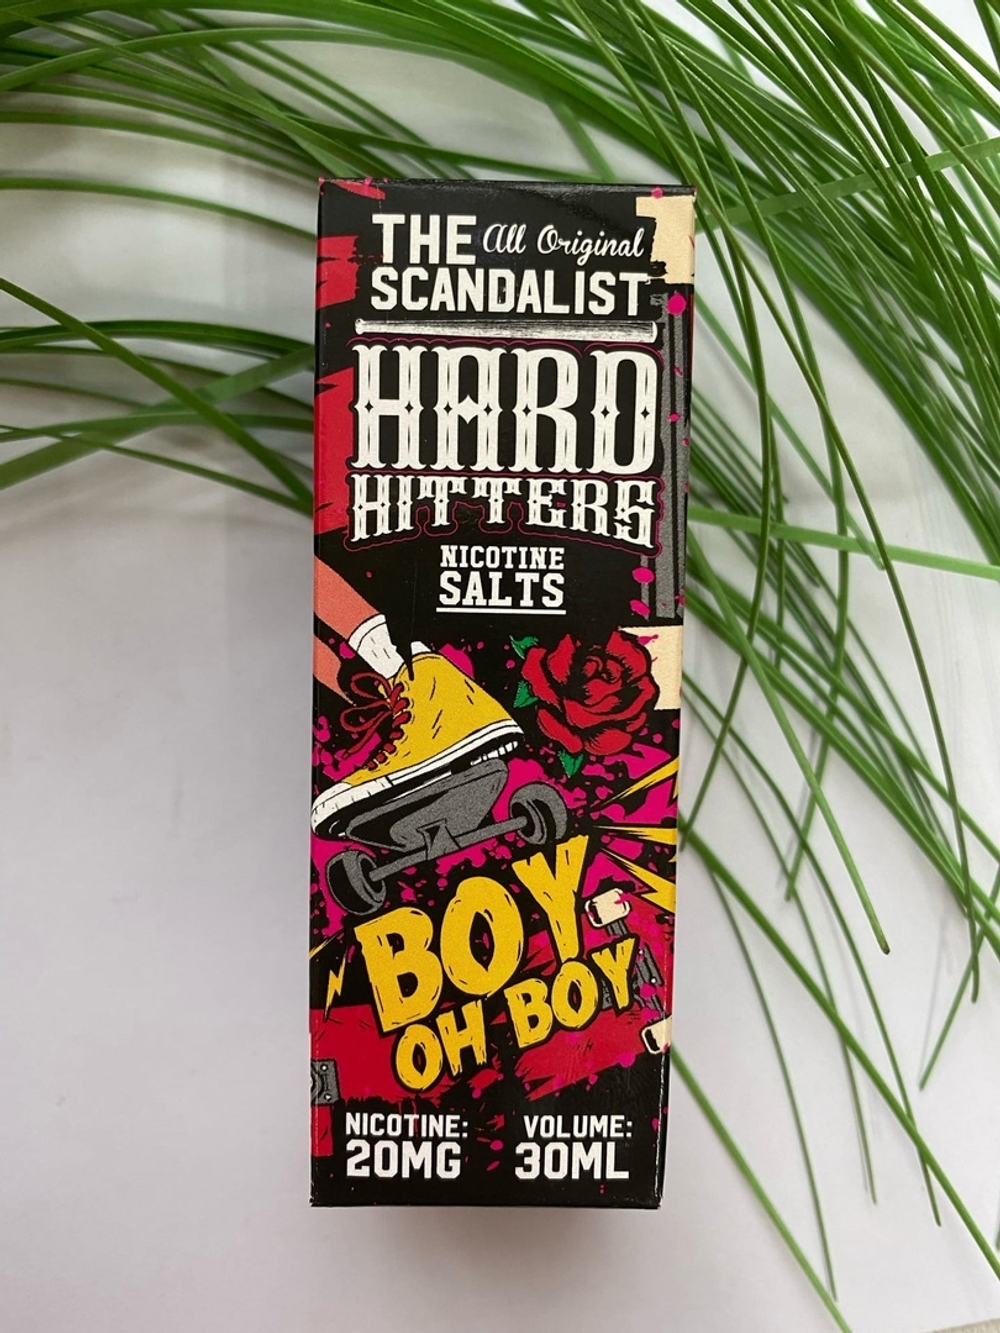 THE All Original
SCANDALIST
HARD
HITTERS
NICOTINE
SALTS
BOY
OH BOY
NICOTINE: VOLUME:
20MG 30ML